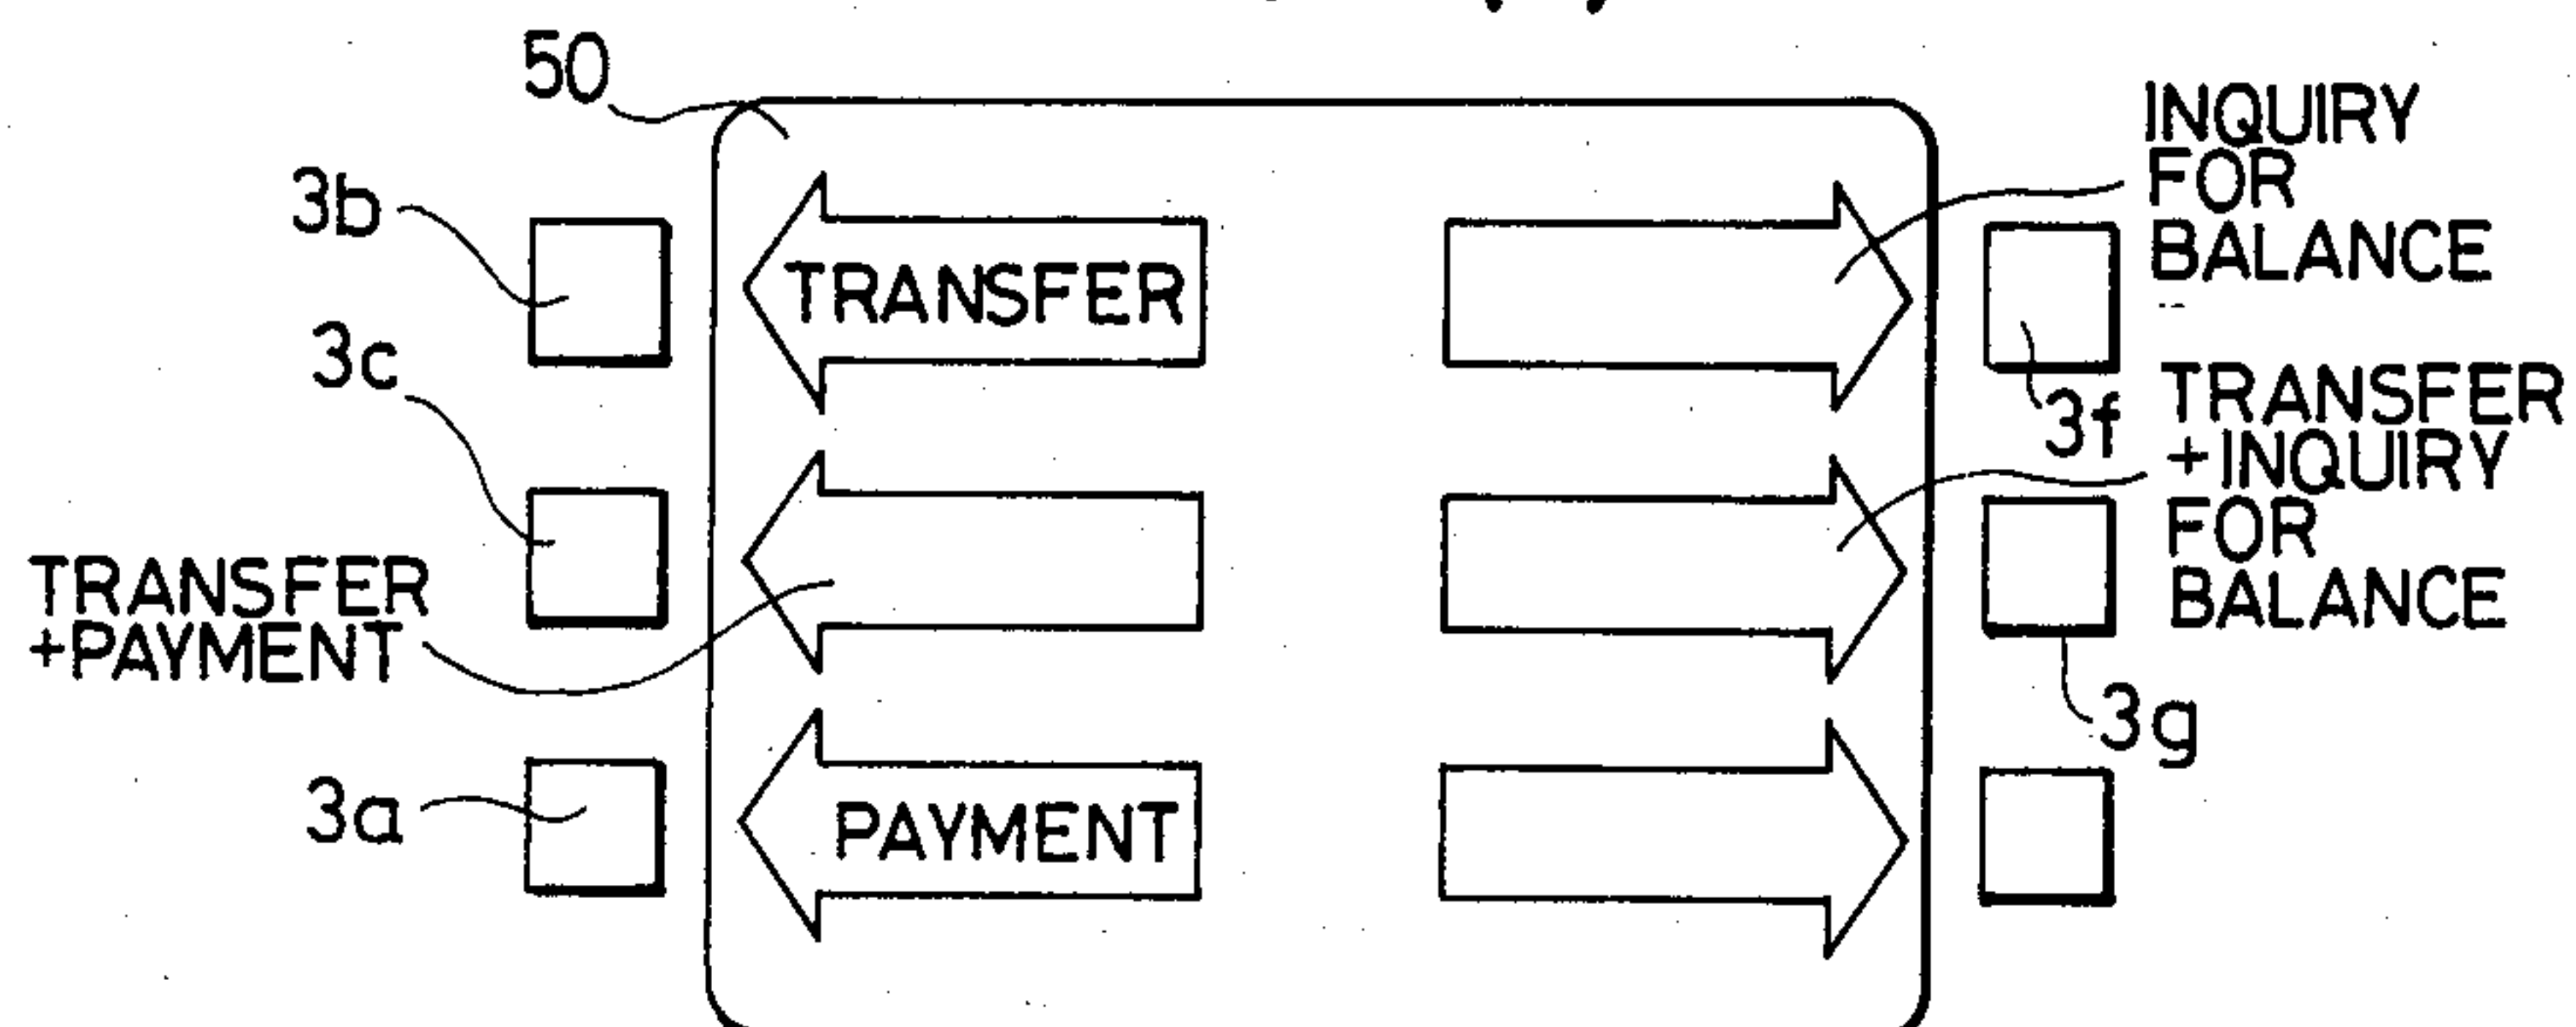 50
INQUIRY
FOR
BALANCE
3b
TRANSFER
3c
3f
TRANSFER
+INQUIRY
FOR
BALANCE
TRANSFER
+PAYMENT
3g
3a
PAYMENT